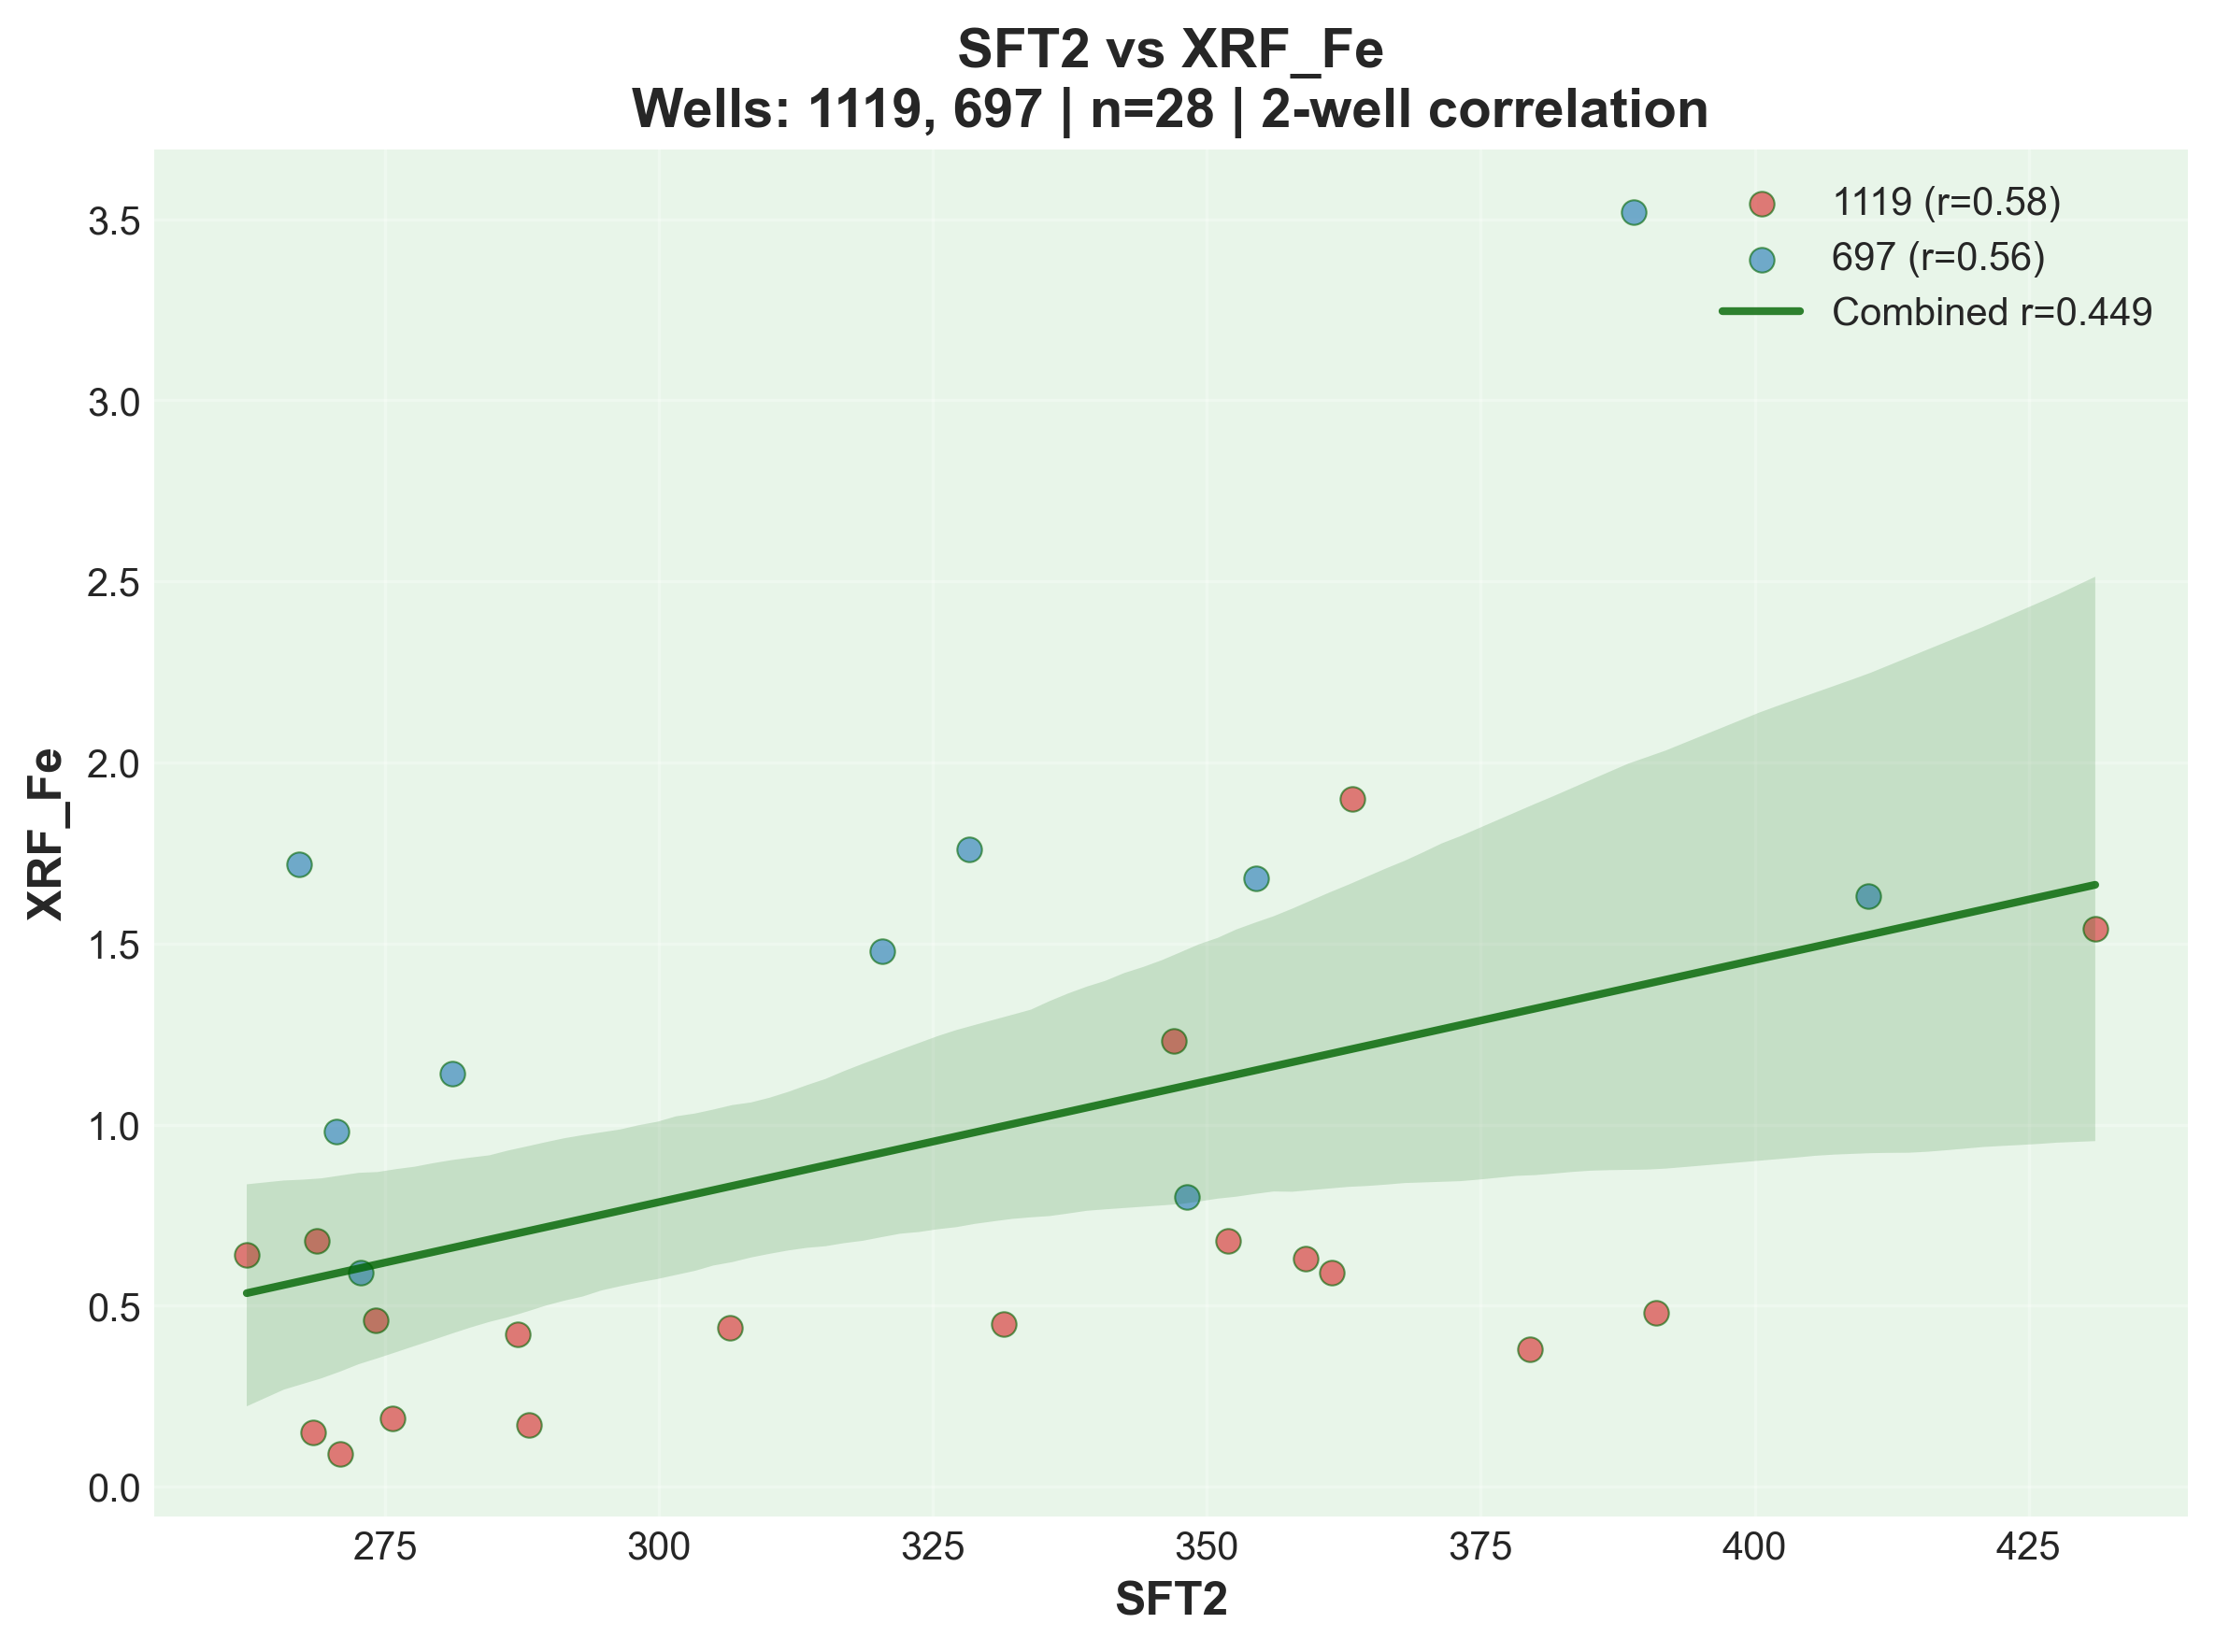 SFT2 vs XRF_Fe
Wells: 1119, 697 | n=28 | 2-well correlation
1119 (r=0.58)
697 (r=0.56)
Combined r=0.449
XRF_Fe
3.5
3.0
2.5
2.0
1.5
1.0
0.5
0.0
275
300
325
350
375
400
425
SFT2